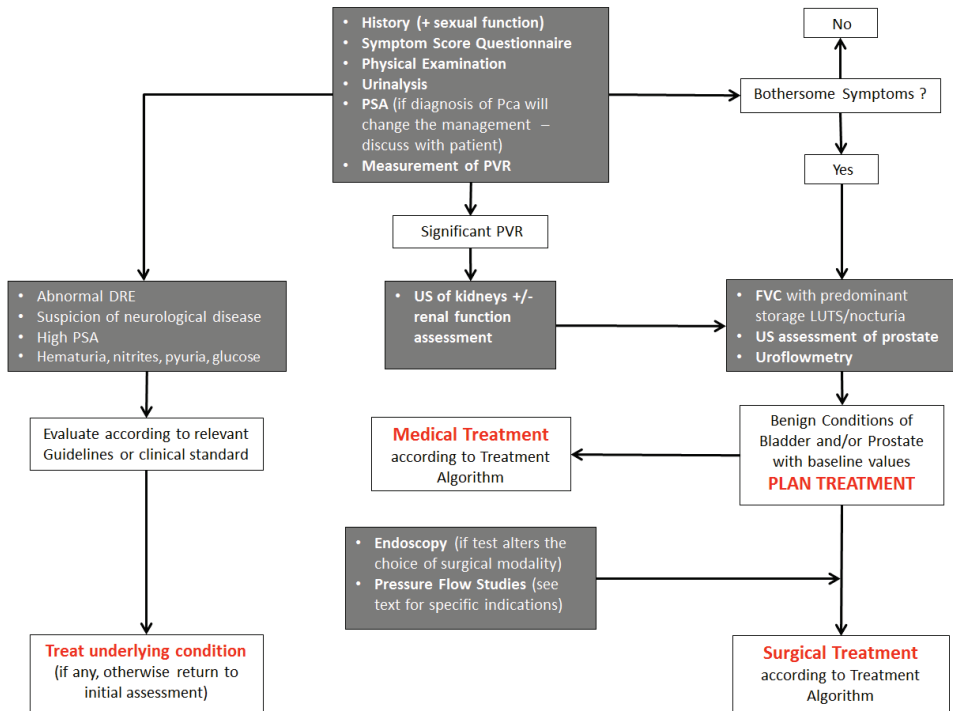 • History (+ sexual function)
• Symptom Score Questionnaire
• Physical Examination
• Urinalysis
• PSA (if diagnosis of Pca will
change the management –
discuss with patient)
• Measurement of PVR
No
Bothersome Symptoms ?
Yes
Significant PVR
• Abnormal DRE
• Suspicion of neurological disease
• High PSA
• Hematuria, nitrites, pyuria, glucose
• US of kidneys +/-
renal function
assessment
• FVC with predominant
storage LUTS/nocturia
• US assessment of prostate
• Uroflowmetry
Evaluate according to relevant
Guidelines or clinical standard
Medical Treatment
according to Treatment
Algorithm
Benign Conditions of
Bladder and/or Prostate
with baseline values
PLAN TREATMENT
• Endoscopy (if test alters the
choice of surgical modality)
• Pressure Flow Studies (see
text for specific indications)
Treat underlying condition
(if any, otherwise return to
initial assessment)
Surgical Treatment
according to Treatment
Algorithm